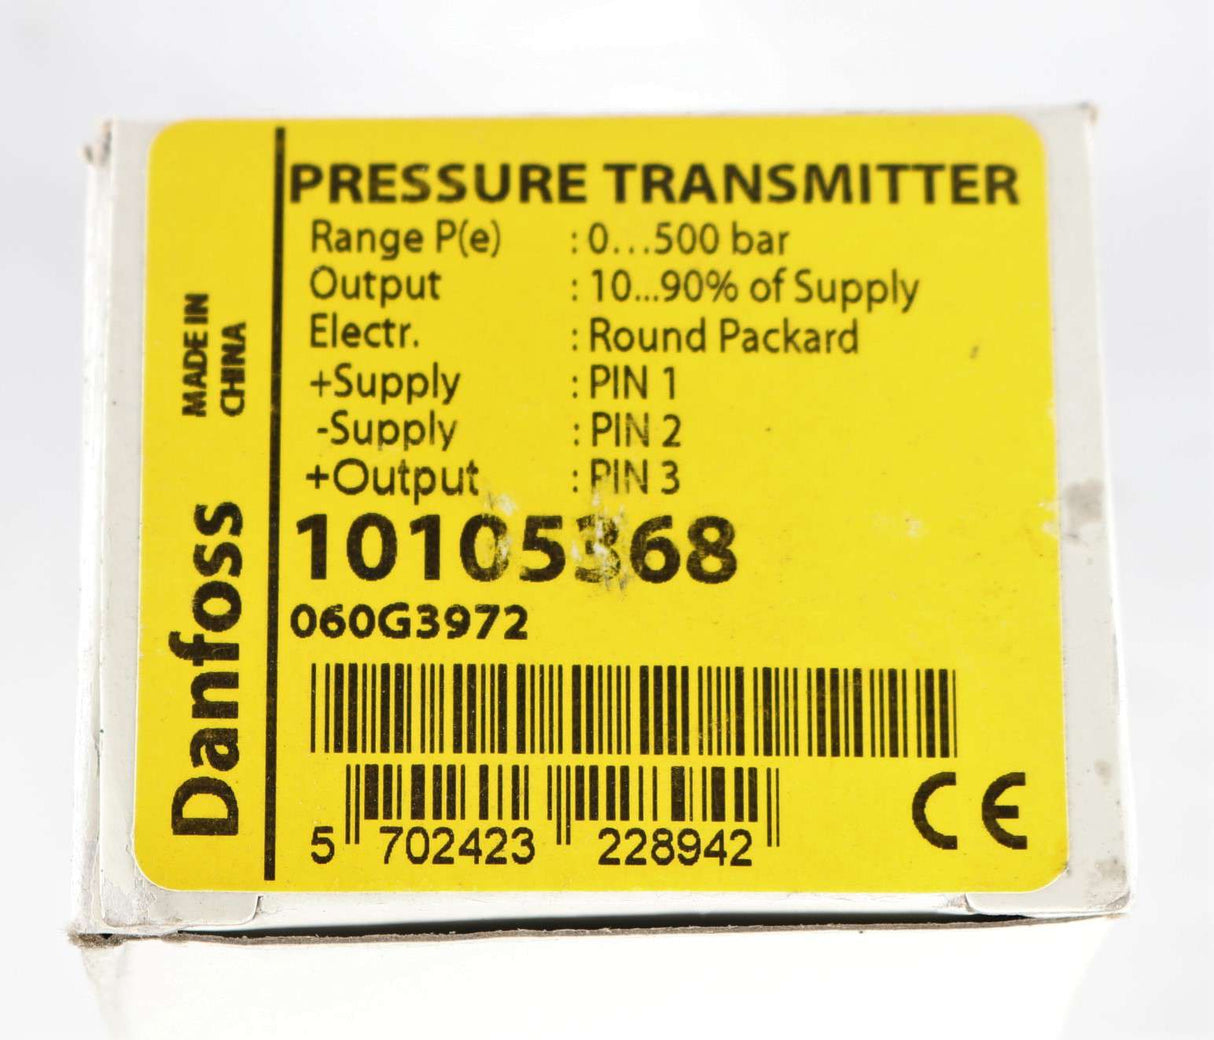 PRESSURE TRANSMITTER
Range P(e) : 0...500 bar
Output : 10...90% of Supply
Electr. : Round Packard
+Supply : PIN 1
-Supply : PIN 2
+Output : PIN 3
10105368
060G3972
5 702423 228942
CE
MADE IN
CHINA
Danfoss